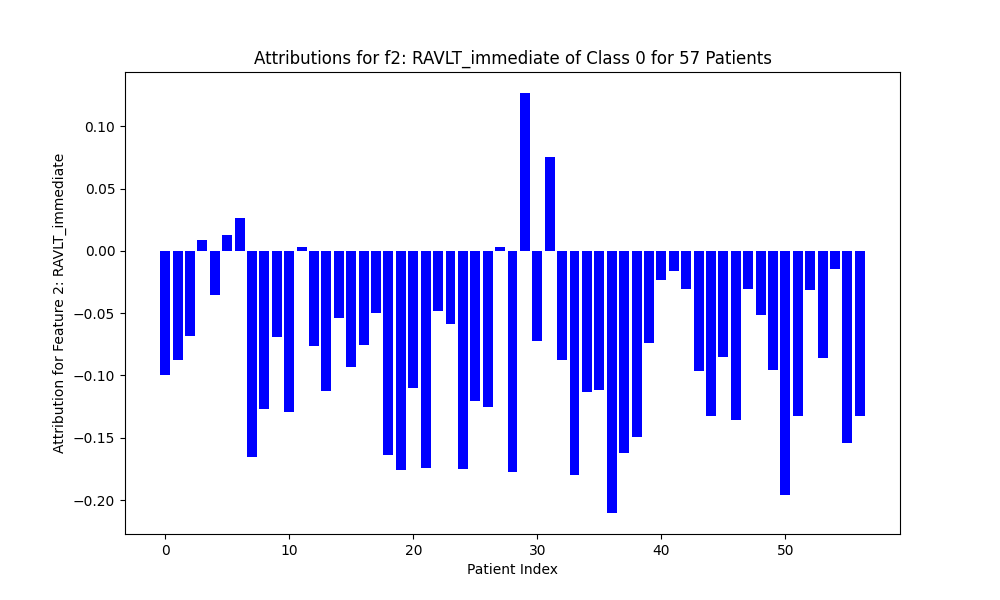 Attributions for f2: RAVLT_immediate of Class 0 for 57 Patients
0.10
0.05
0.00
−0.05
−0.10
−0.15
−0.20
Attribution for Feature 2: RAVLT_immediate
0 10 20 30 40 50
Patient Index